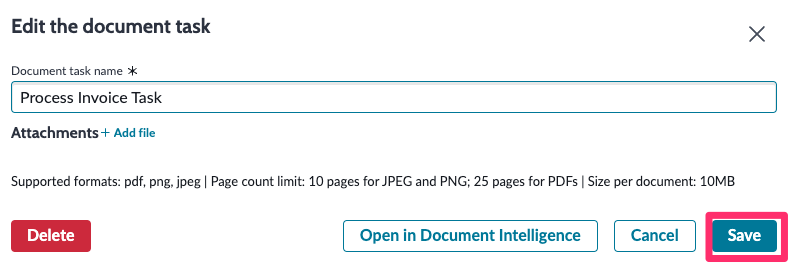 Edit the document task
Document task name *
Process Invoice Task
Attachments + Add file
Supported formats: pdf, png, jpeg | Page count limit: 10 pages for JPEG and PNG; 25 pages for PDFs | Size per document: 10MB
Delete Open in Document Intelligence Cancel Save